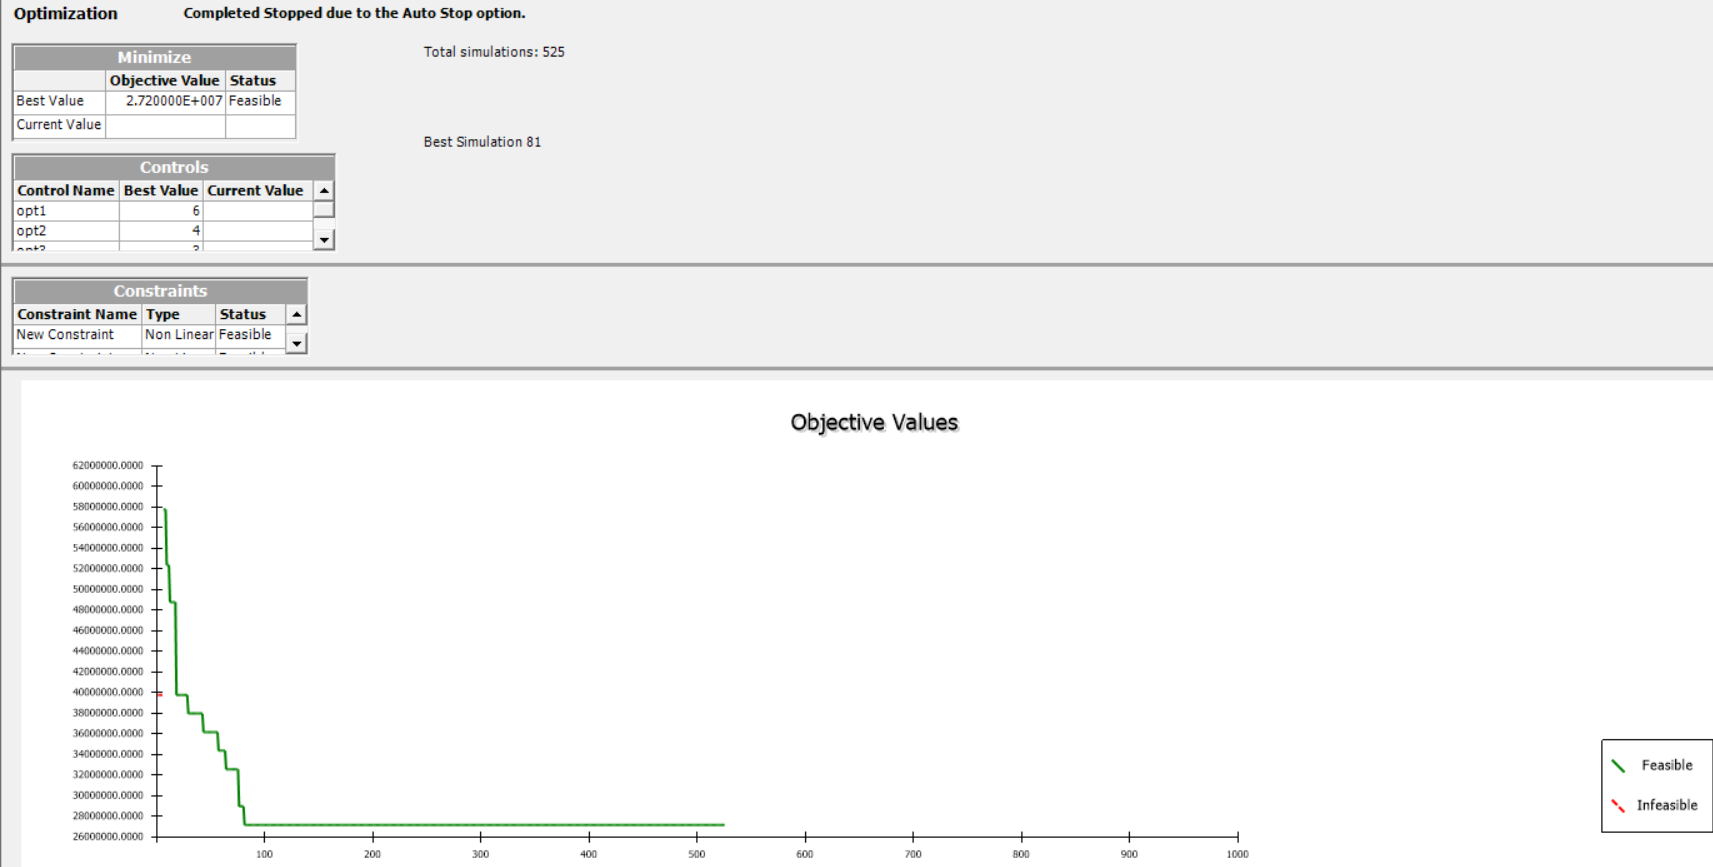 Optimization Completed Stopped due to the Auto Stop option.
Total simulations: 525
Minimize
Objective Value Status
Best Value 2.720000E+007 Feasible
Current Value
Best Simulation 81
Controls
Control Name Best Value Current Value
opt1 6
opt2 4
opt3 3
Constraints
Constraint Name Type Status
New Constraint Non Linear Feasible
Objective Values
62000000.0000
60000000.0000
58000000.0000
56000000.0000
54000000.0000
52000000.0000
50000000.0000
48000000.0000
46000000.0000
44000000.0000
42000000.0000
40000000.0000
38000000.0000
36000000.0000
34000000.0000
32000000.0000
30000000.0000
28000000.0000
26000000.0000
100 200 300 400 500 600 700 800 900 1000
Feasible
Infeasible